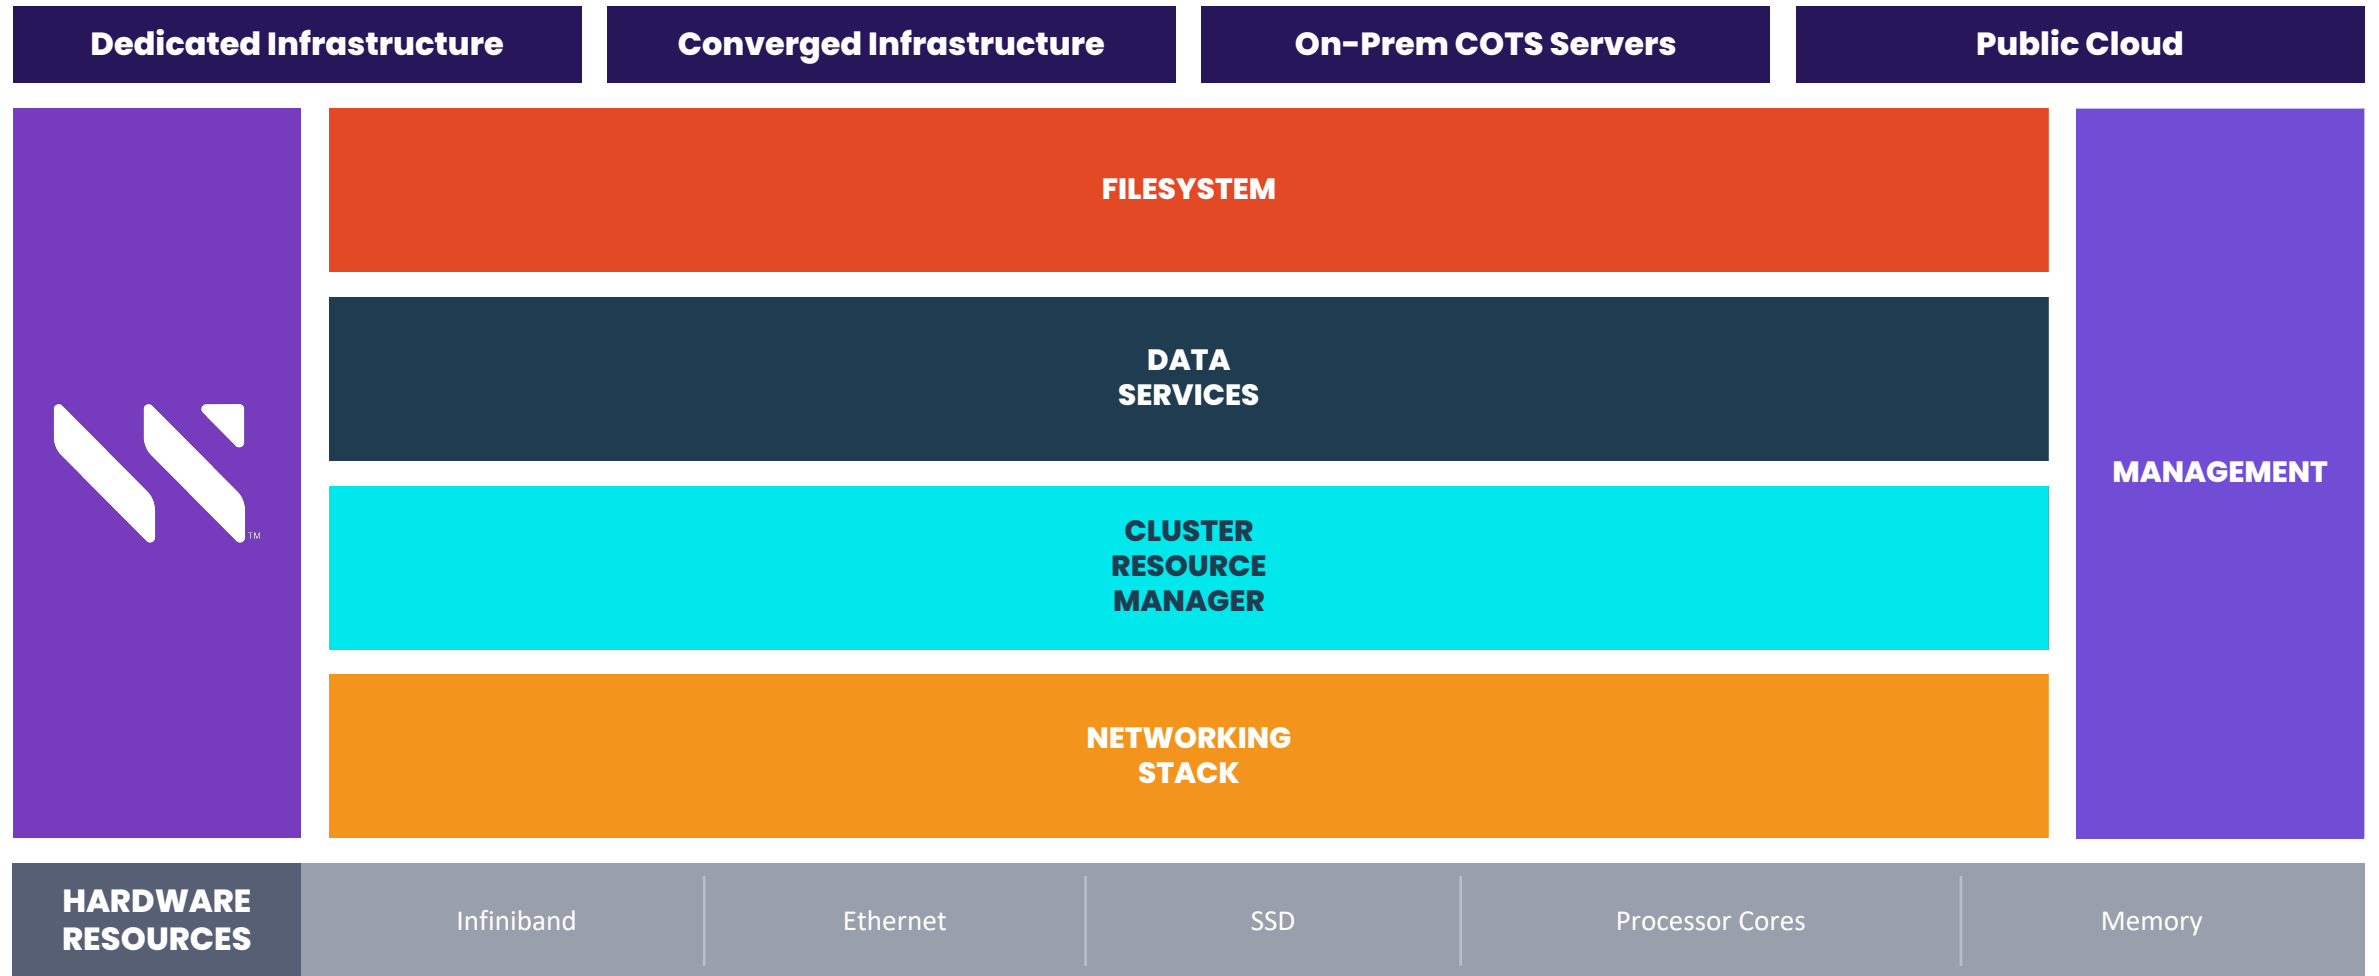 Dedicated Infrastructure
Converged Infrastructure
On-Prem COTS Servers
Public Cloud
FILESYSTEM
DATA
SERVICES
CLUSTER
RESOURCE
MANAGER
NETWORKING
STACK
TM
MANAGEMENT
HARDWARE
RESOURCES
Infiniband
Ethernet
SSD
Processor Cores
Memory